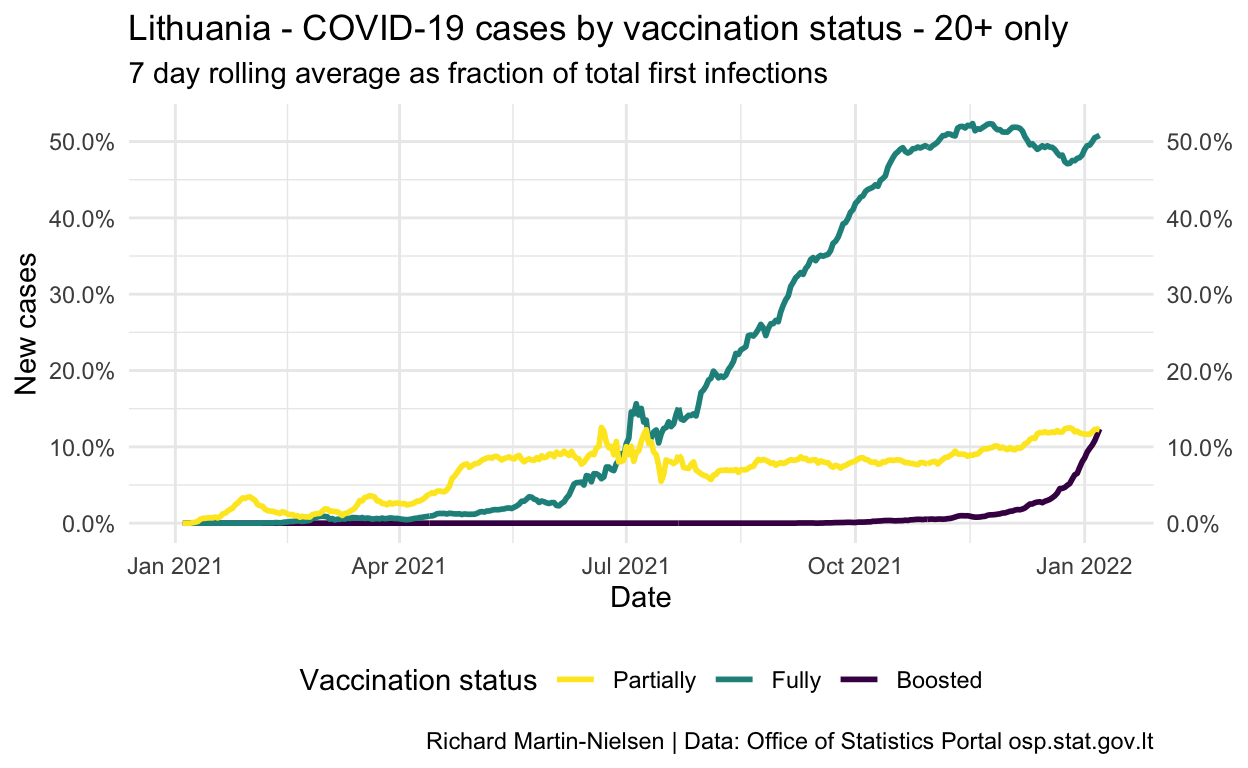 Lithuania - COVID-19 cases by vaccination status - 20+ only
7 day rolling average as fraction of total first infections
50.0% 50.0%
40.0% 40.0%
30.0% 30.0%
20.0% 20.0%
10.0% 10.0%
0.0% 0.0%
New cases
Jan 2021 Apr 2021 Jul 2021 Oct 2021 Jan 2022
Date
Vaccination status Partially Fully Boosted
Richard Martin-Nielsen | Data: Office of Statistics Portal osp.stat.gov.lt